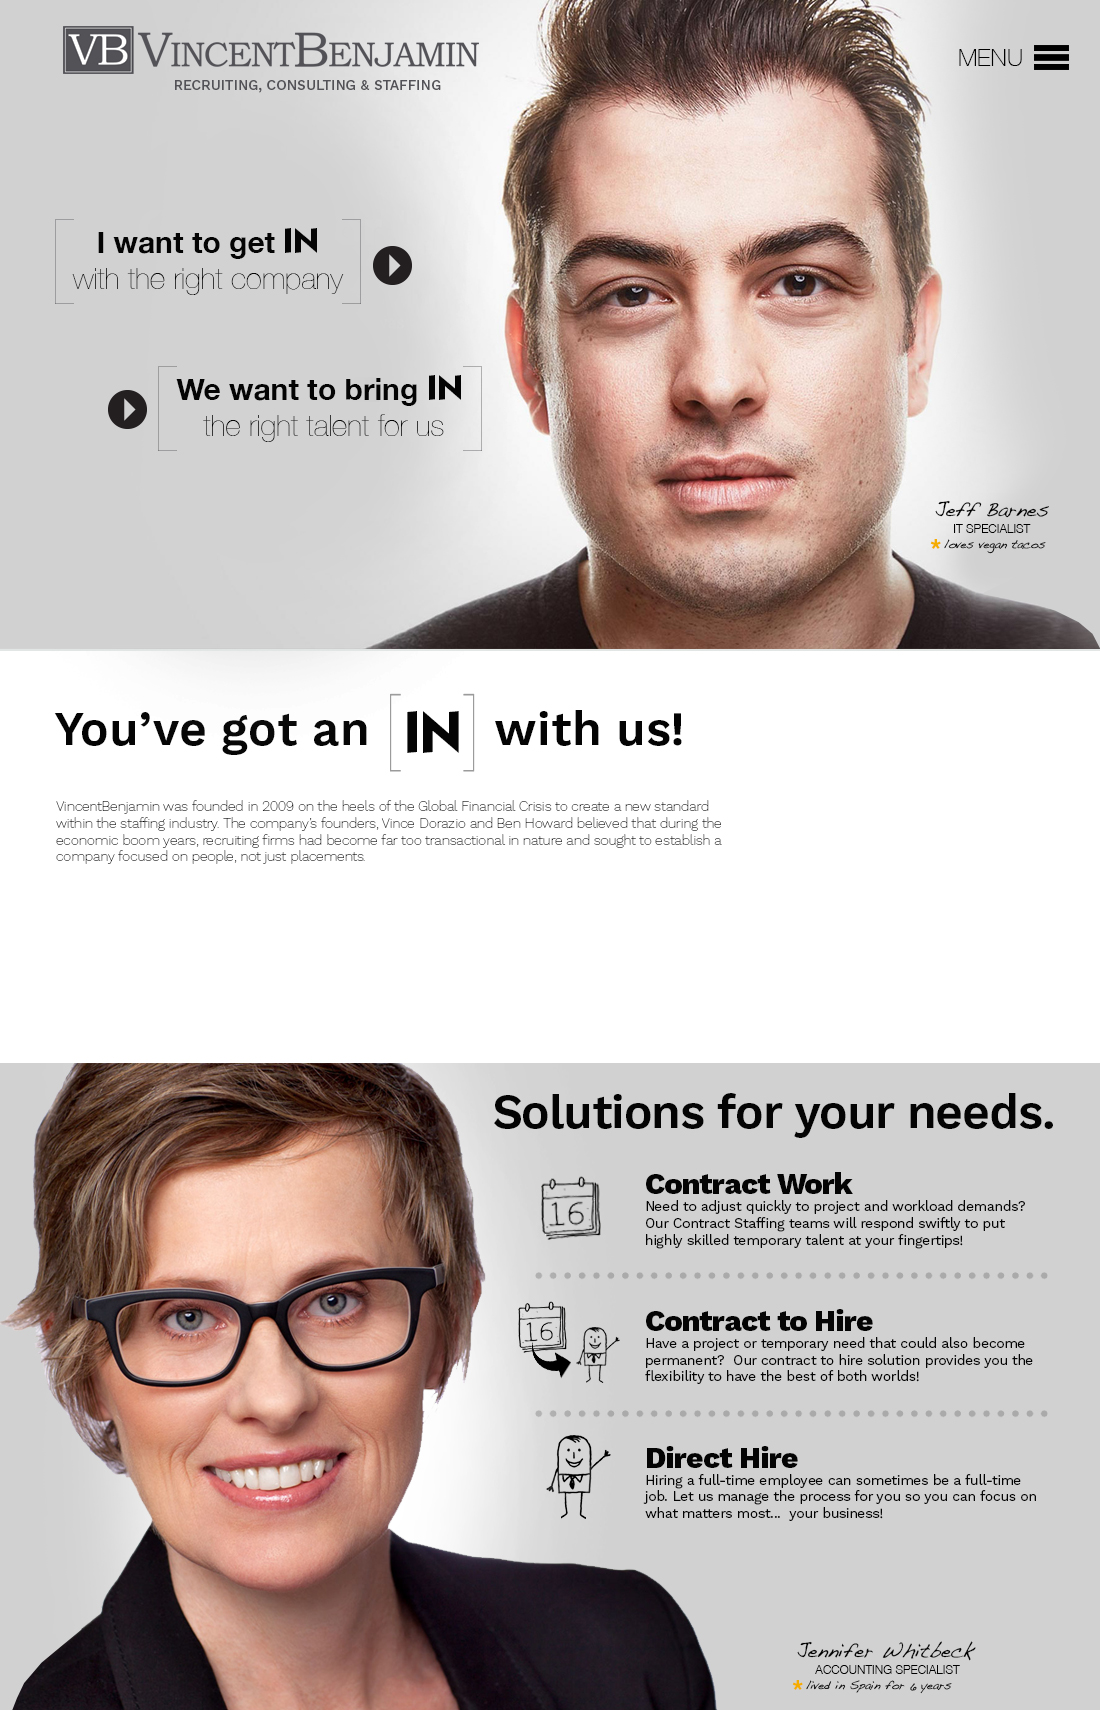 VB VINCENTBENJAMIN
RECRUITING, CONSULTING & STAFFING
MENU
I want to get IN
with the right company
We want to bring IN
the right talent for us
Jeff Barnes
IT SPECIALIST
* loves vegan tacos
You’ve got an [IN] with us!
VincentBenjamin was founded in 2009 on the heels of the Global Financial Crisis to create a new standard
within the staffing industry. The company’s founders, Vince Dorazio and Ben Howard believed that during the
economic boom years, recruiting firms had become far too transactional in nature and sought to establish a
company focused on people, not just placements.
Solutions for your needs.
16
Contract Work
Need to adjust quickly to project and workload demands?
Our Contract Staffing teams will respond swiftly to put
highly skilled temporary talent at your fingertips!
16
Contract to Hire
Have a project or temporary need that could also become
permanent?  Our contract to hire solution provides you the
flexibility to have the best of both worlds!
Direct Hire
Hiring a full-time employee can sometimes be a full-time
job. Let us manage the process for you so you can focus on
what matters most...  your business!
Jennifer Whitbeck
ACCOUNTING SPECIALIST
* lived in Spain for 6 years